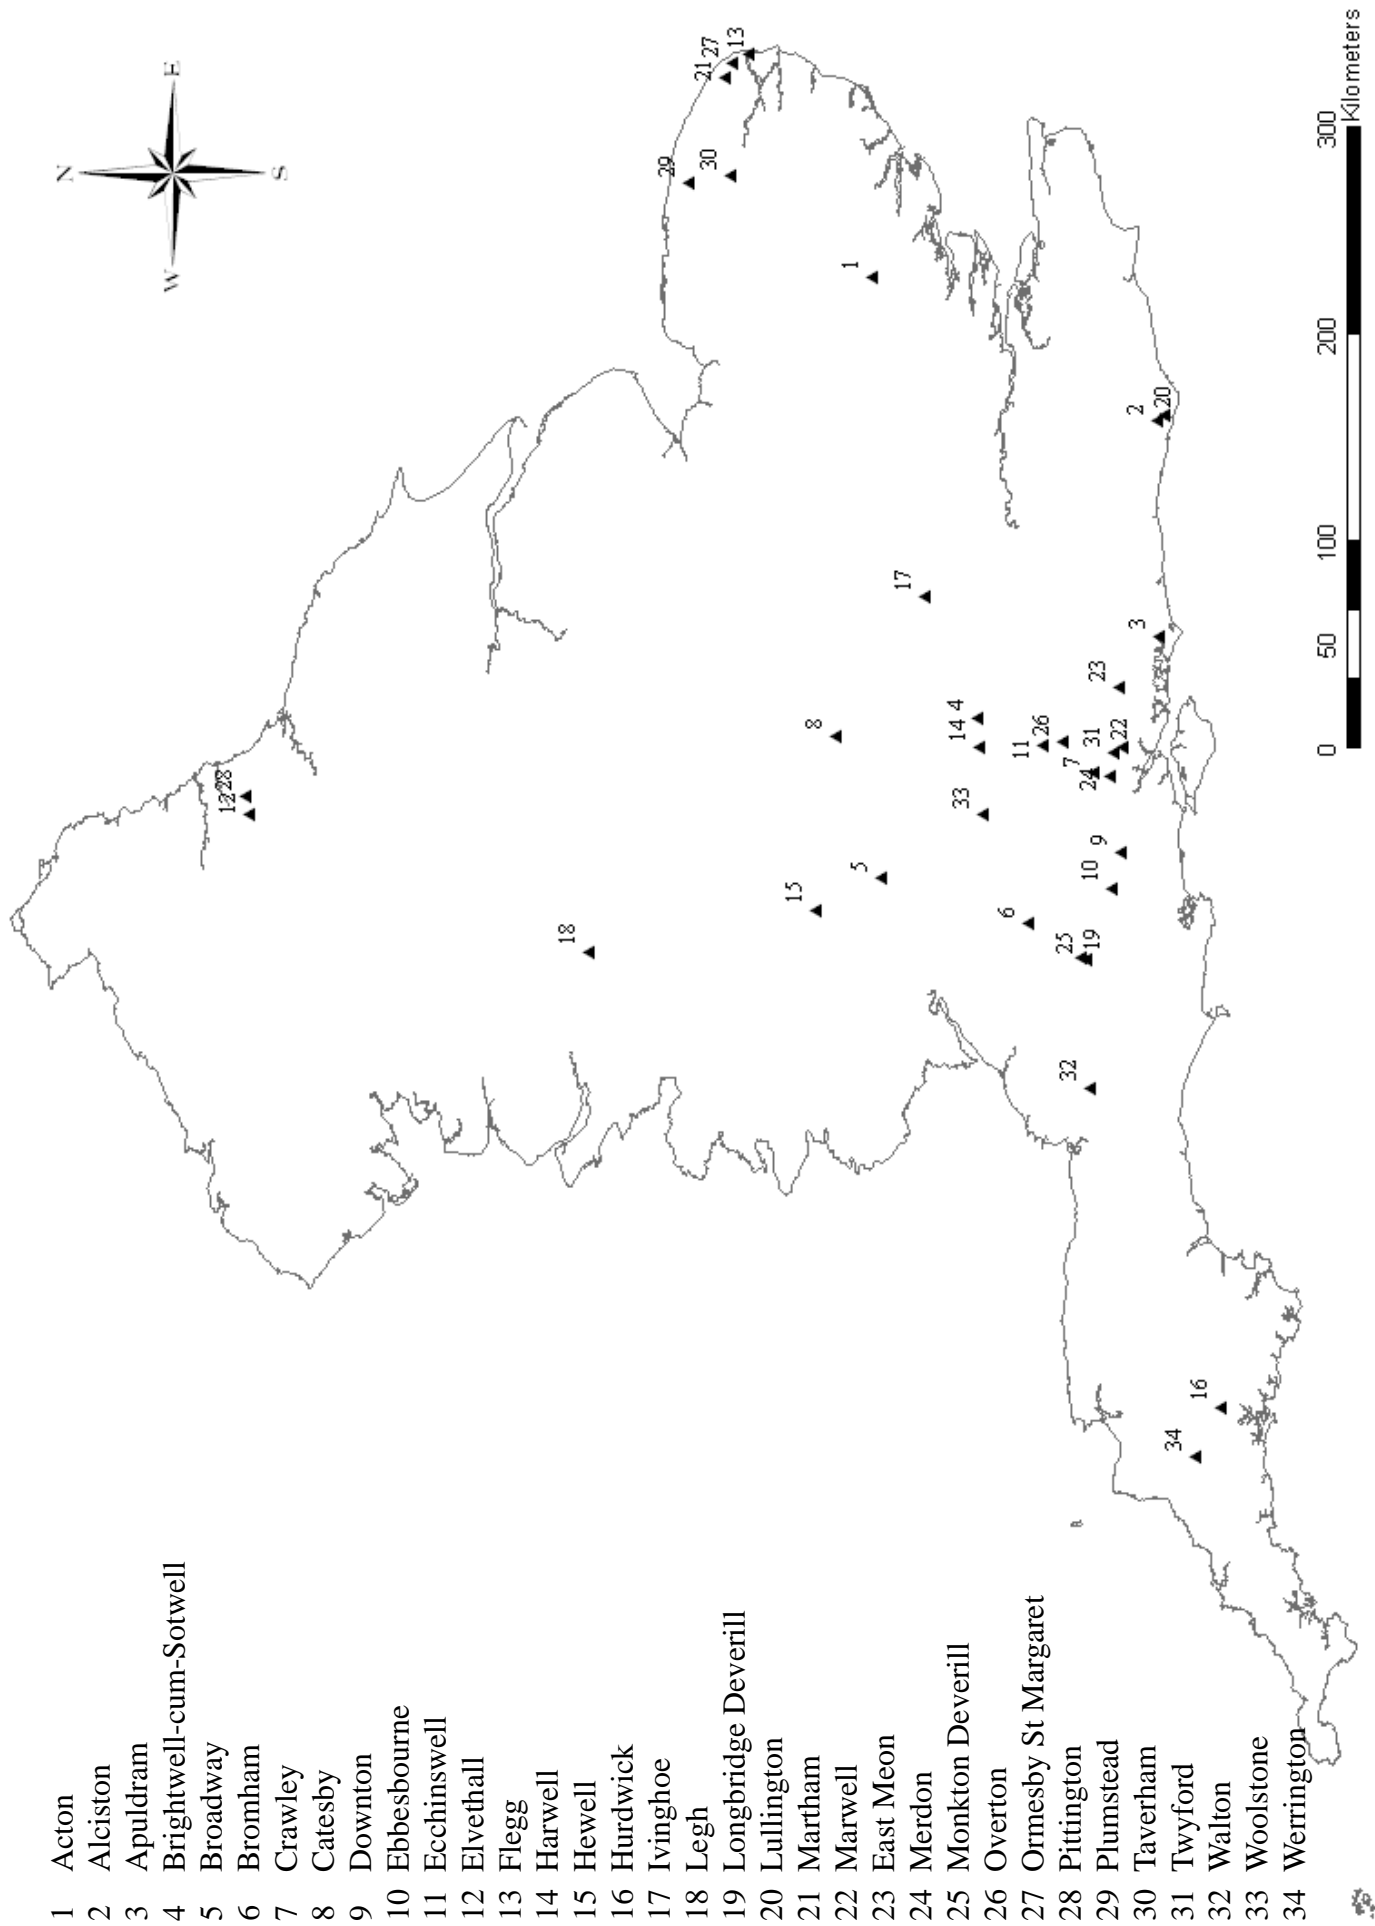 1 Acton
2 Alciston
3 Apuldram
4 Brightwell-cum-Sotwell
5 Broadway
6 Bromham
7 Crawley
8 Catesby
9 Downton
10 Ebbesbourne
11 Ecchinswell
12 Elvethall
13 Flegg
14 Harwell
15 Hewell
16 Hurdwick
17 Ivinghoe
18 Legh
19 Longbridge Deverill
20 Lullington
21 Martham
22 Marwell
23 East Meon
24 Merdon
25 Monkton Deverill
26 Overton
27 Ormesby St Margaret
28 Pittington
29 Plumstead
30 Taverham
31 Twyford
32 Walton
33 Woolstone
34 Werrington
N
W
E
S
12
28
18
15
5
8
17
33
14
4
6
11
26
25
19
7
24
31
22
23
10
9
32
3
2
20
1
29
30
21
27
13
34
16
0
50
100
200
300
Kilometers